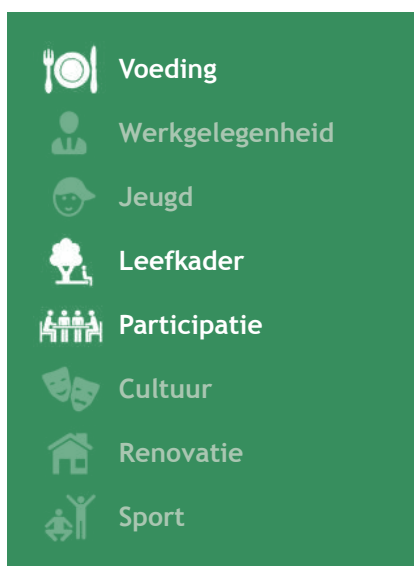 Voeding
Werkgelegenheid
Jeugd
Leefkader
Participatie
Cultuur
Renovatie
Sport